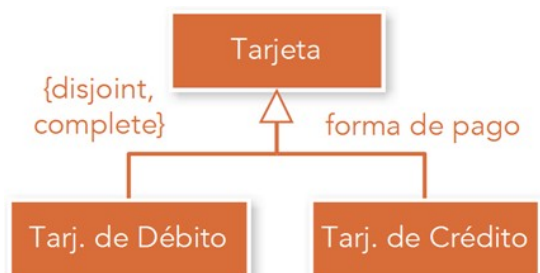 Tarjeta
{disjoint,
complete}
forma de pago
Tarj. de Débito
Tarj. de Crédito